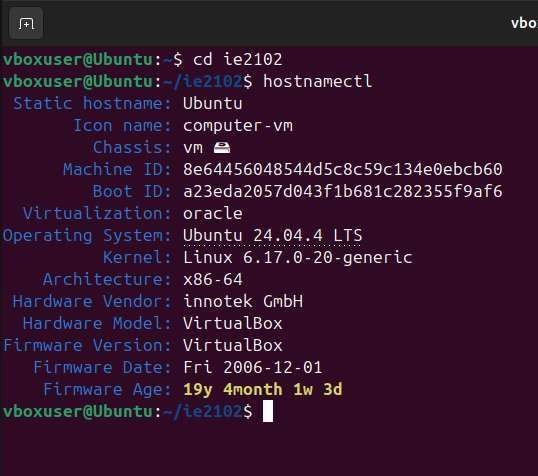 vbo
vboxuser@Ubuntu:~$ cd ie2102
vboxuser@Ubuntu:~/ie2102$ hostnamectl
Static hostname: Ubuntu
Icon name: computer-vm
Chassis: vm 🖴
Machine ID: 8e64456048544d5c8c59c134e0ebcb60
Boot ID: a23eda2057d043f1b681c282355f9af6
Virtualization: oracle
Operating System: Ubuntu 24.04.4 LTS
Kernel: Linux 6.17.0-20-generic
Architecture: x86-64
Hardware Vendor: innotek GmbH
Hardware Model: VirtualBox
Firmware Version: VirtualBox
Firmware Date: Fri 2006-12-01
Firmware Age: 19y 4month 1w 3d
vboxuser@Ubuntu:~/ie2102$